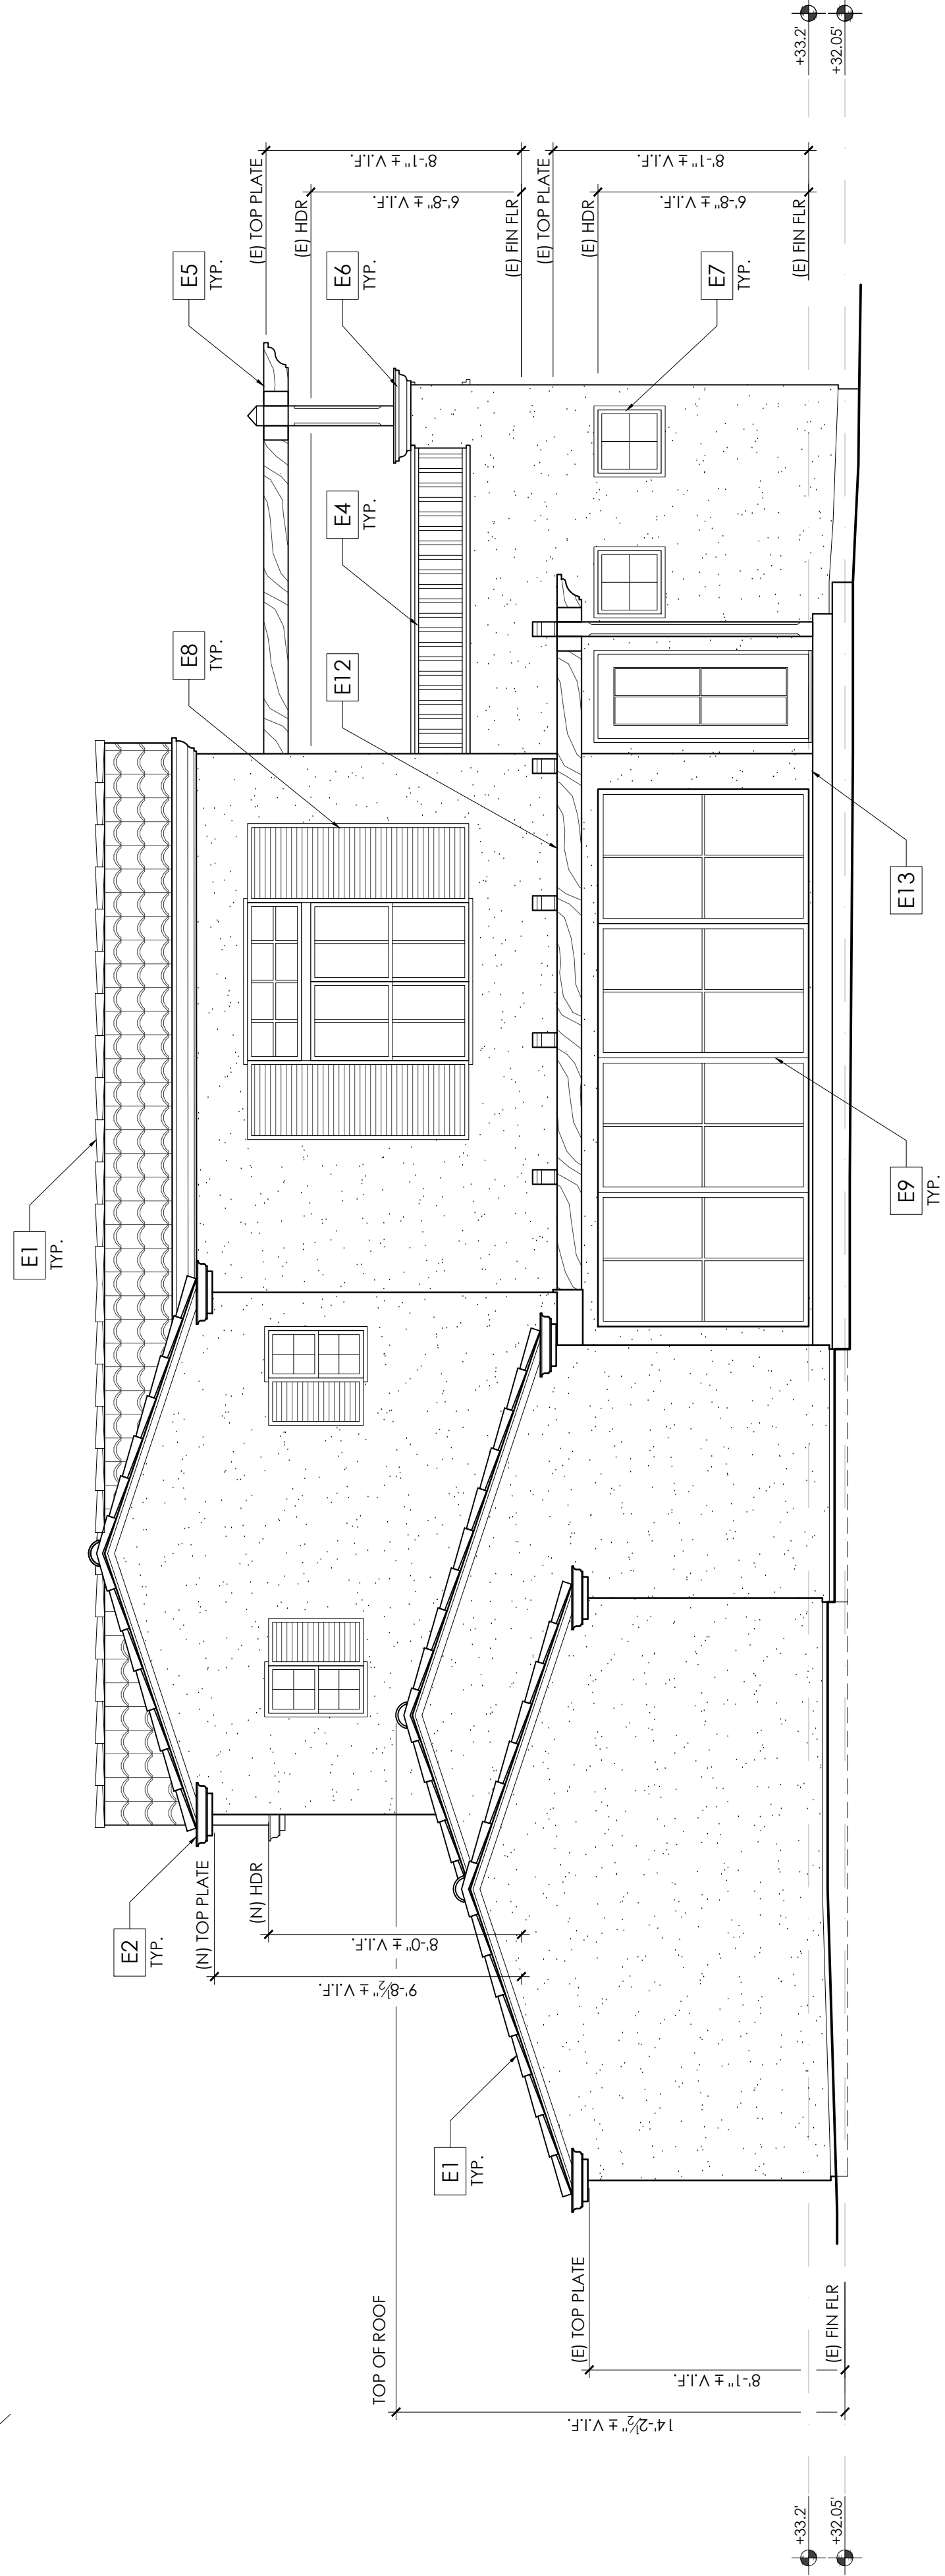 E1
TYP.
E2
TYP.
(N) TOP PLATE
(N) HDR
9'-8½" ± V.I.F.
8'-0" ± V.I.F.
E1
TYP.
TOP OF ROOF
(E) TOP PLATE
(E) FIN FLR
14'-2½" ± V.I.F.
8'-1" ± V.I.F.
+33.2'
+32.05'
E8
TYP.
E12
E4
TYP.
E5
TYP.
E6
TYP.
E7
TYP.
E9
TYP.
E13
(E) TOP PLATE
(E) HDR
(E) FIN FLR
8'-1" ± V.I.F.
6'-8" ± V.I.F.
(E) TOP PLATE
(E) HDR
(E) FIN FLR
8'-1" ± V.I.F.
6'-8" ± V.I.F.
+33.2'
+32.05'